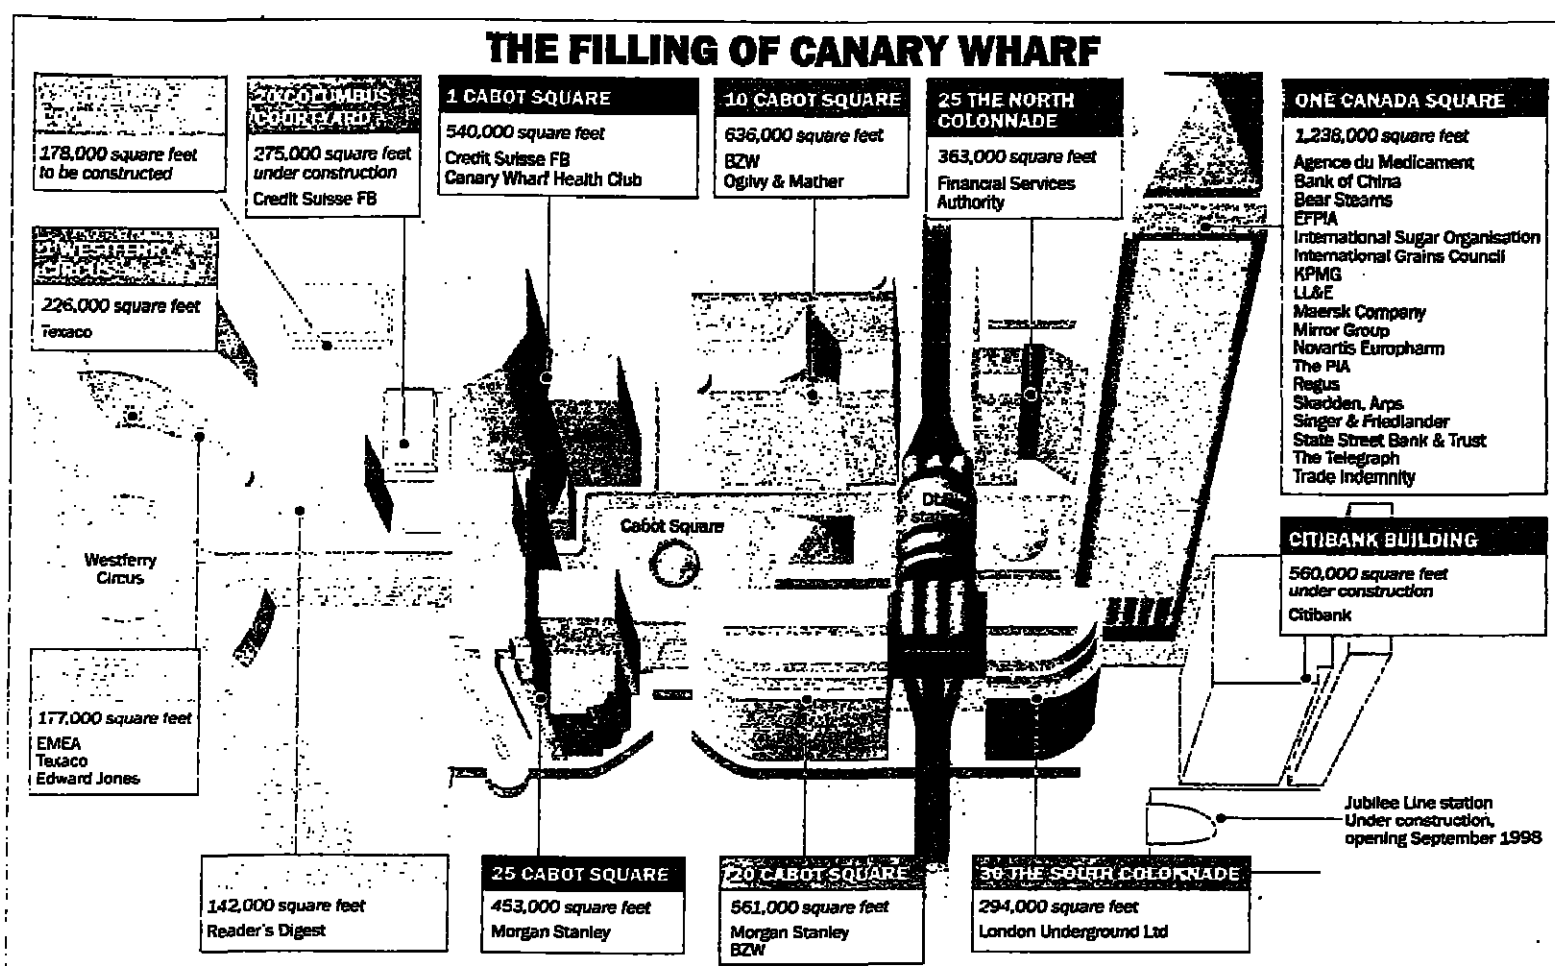 THE FILLING OF CANARY WHARF
178,000 square feet
to be constructed
20 COLUMBUS
COURTYARD
275,000 square feet
under construction
Credit Suisse FB
1 CABOT SQUARE
540,000 square feet
Credit Suisse FB
Canary Wharf Health Club
10 CABOT SQUARE
636,000 square feet
BZW
Ogilvy & Mather
25 THE NORTH
COLONNADE
363,000 square feet
Financial Services
Authority
ONE CANADA SQUARE
1,238,000 square feet
Agence du Medicament
Bank of China
Bear Stearns
EFPIA
International Sugar Organisation
International Grains Council
KPMG
LL&E
Maersk Company
Mirror Group
Novartis Europharm
The PIA
Regus
Skadden, Arps
Singer & Friedlander
State Street Bank & Trust
The Telegraph
Trade Indemnity
WESTFERRY
CIRCUS
226,000 square feet
Texaco
Cabot Square
DLR
station
Westferry
Circus
CITIBANK BUILDING
560,000 square feet
under construction
Citibank
177,000 square feet
EMEA
Texaco
Edward Jones
Jubilee Line station
Under construction,
opening September 1998
142,000 square feet
Reader's Digest
25 CABOT SQUARE
453,000 square feet
Morgan Stanley
20 CABOT SQUARE
561,000 square feet
Morgan Stanley
BZW
30 THE SOUTH COLONNADE
294,000 square feet
London Underground Ltd